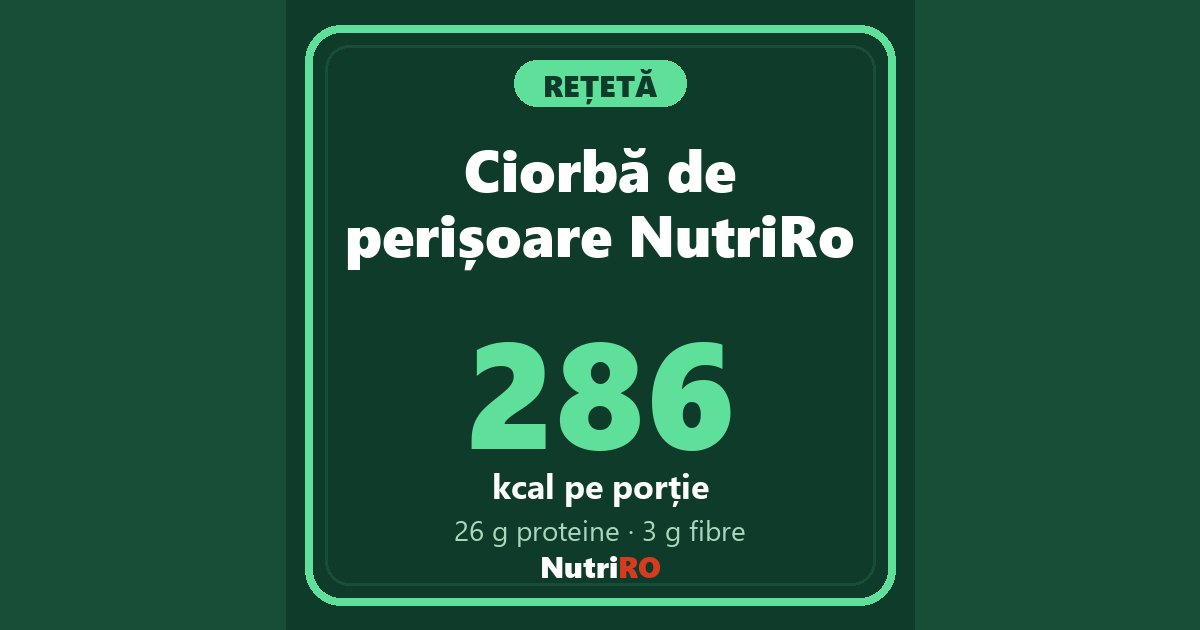 REȚETĂ
Ciorbă de
perișoare NutriRo
286
kcal pe porție
26 g proteine · 3 g fibre
NutriRO